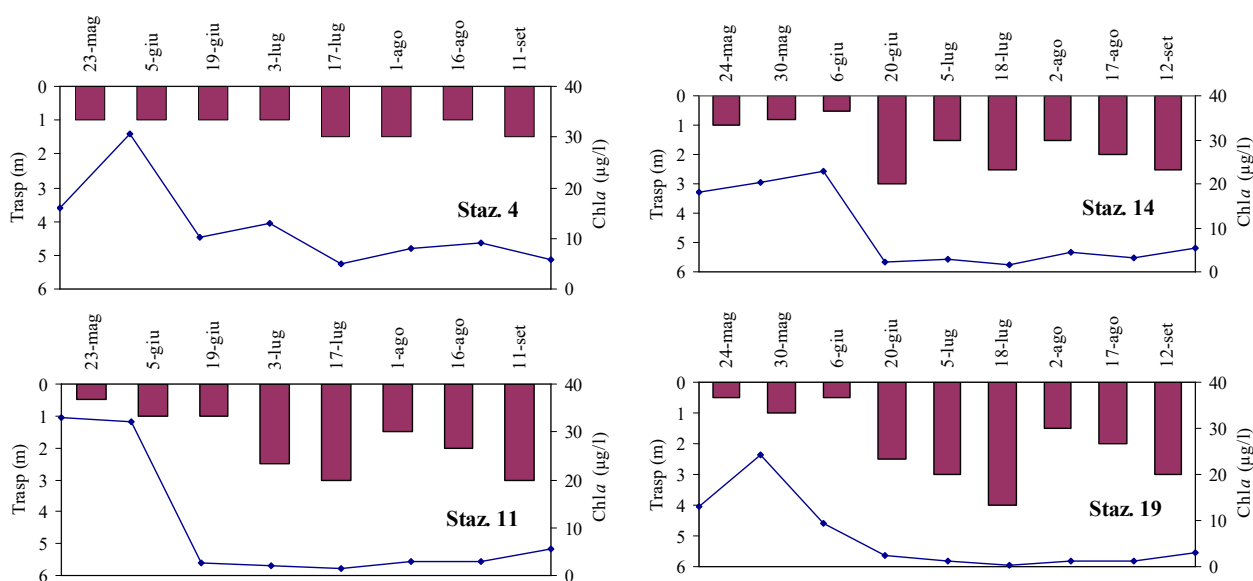 23-mag 5-giu 19-giu 3-lug 17-lug 1-ago 16-ago 11-set
0 1 2 3 4 5 6
Trasp (m)
40 30 20 10 0
Chla (µg/l)
Staz. 4
24-mag 30-mag 6-giu 20-giu 5-lug 18-lug 2-ago 17-ago 12-set
0 1 2 3 4 5 6
Trasp (m)
40 30 20 10 0
Chla (µg/l)
Staz. 14
23-mag 5-giu 19-giu 3-lug 17-lug 1-ago 16-ago 11-set
0 1 2 3 4 5 6
Trasp (m)
40 30 20 10 0
Chla (µg/l)
Staz. 11
24-mag 30-mag 6-giu 20-giu 5-lug 18-lug 2-ago 17-ago 12-set
0 1 2 3 4 5 6
Trasp (m)
40 30 20 10 0
Chla (µg/l)
Staz. 19